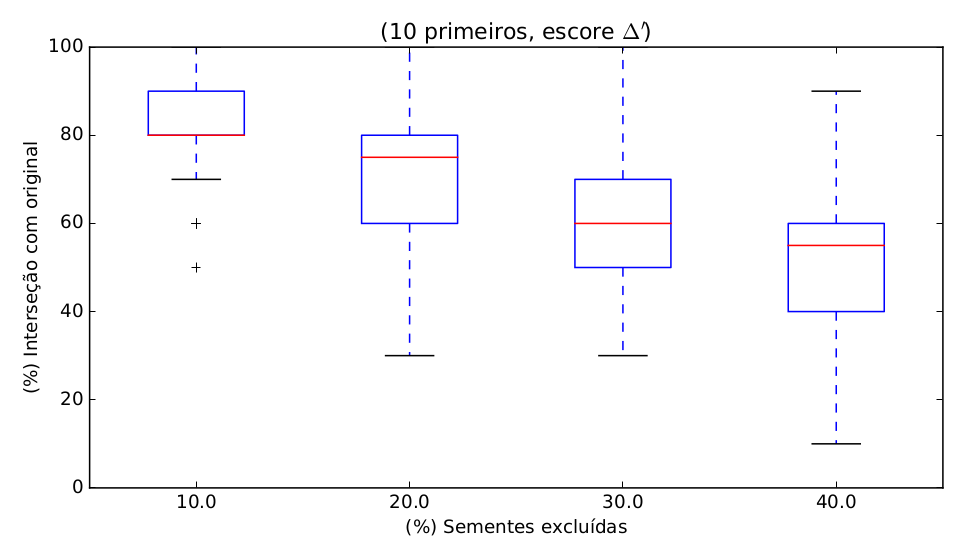 (10 primeiros, escore Δ′)
100
80
60
40
20
0
(%) Interseção com original
10.0 20.0 30.0 40.0
(%) Sementes excluídas